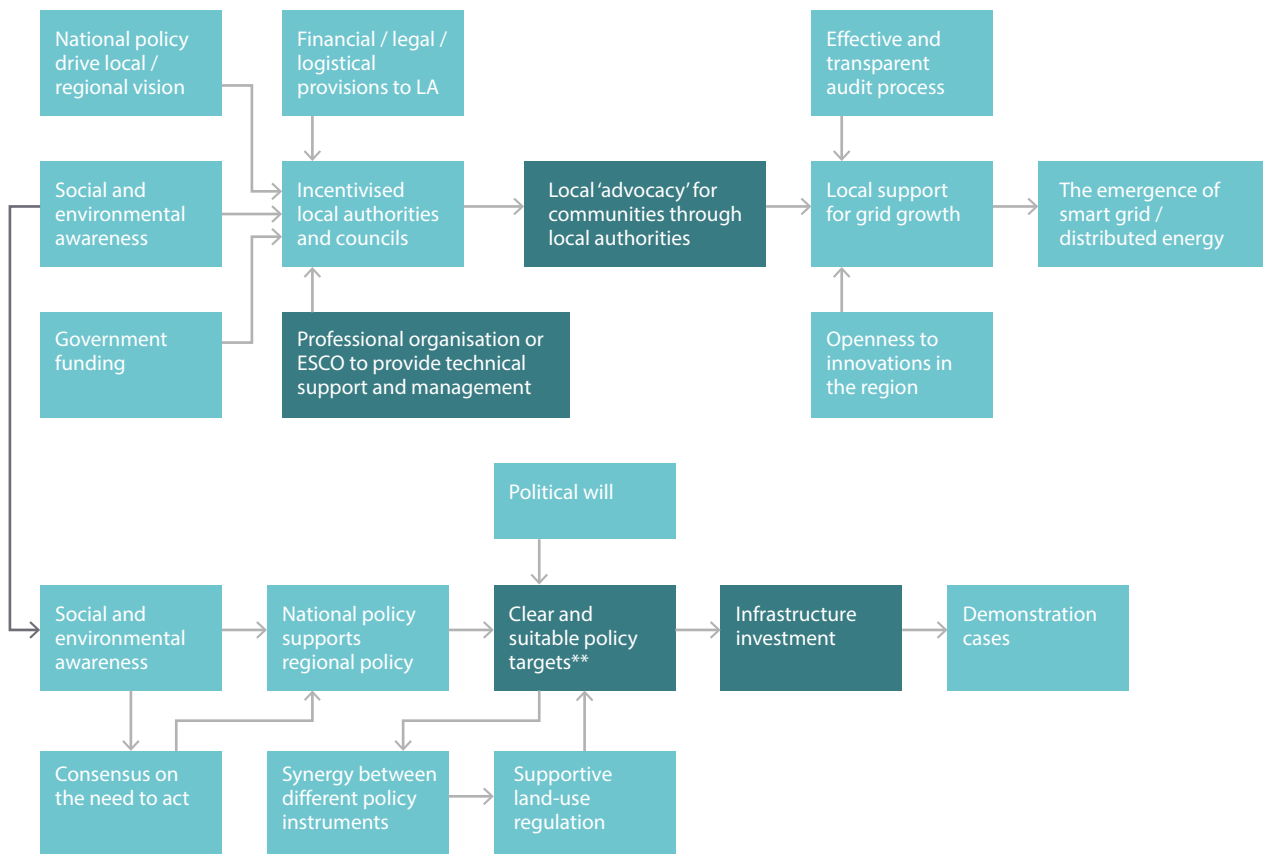 National policy
drive local /
regional vision
Financial / legal /
logistical
provisions to LA
Effective and
transparent
audit process
Social and
environmental
awareness
Incentivised
local authorities
and councils
Local ‘advocacy’ for
communities through
local authorities
Local support
for grid growth
The emergence of
smart grid /
distributed energy
Government
funding
Professional organisation or
ESCO to provide technical
support and management
Openness to
innovations in
the region
Political will
Social and
environmental
awareness
National policy
supports
regional policy
Clear and
suitable policy
targets**
Infrastructure
investment
Demonstration
cases
Consensus on
the need to act
Synergy between
different policy
instruments
Supportive
land-use
regulation